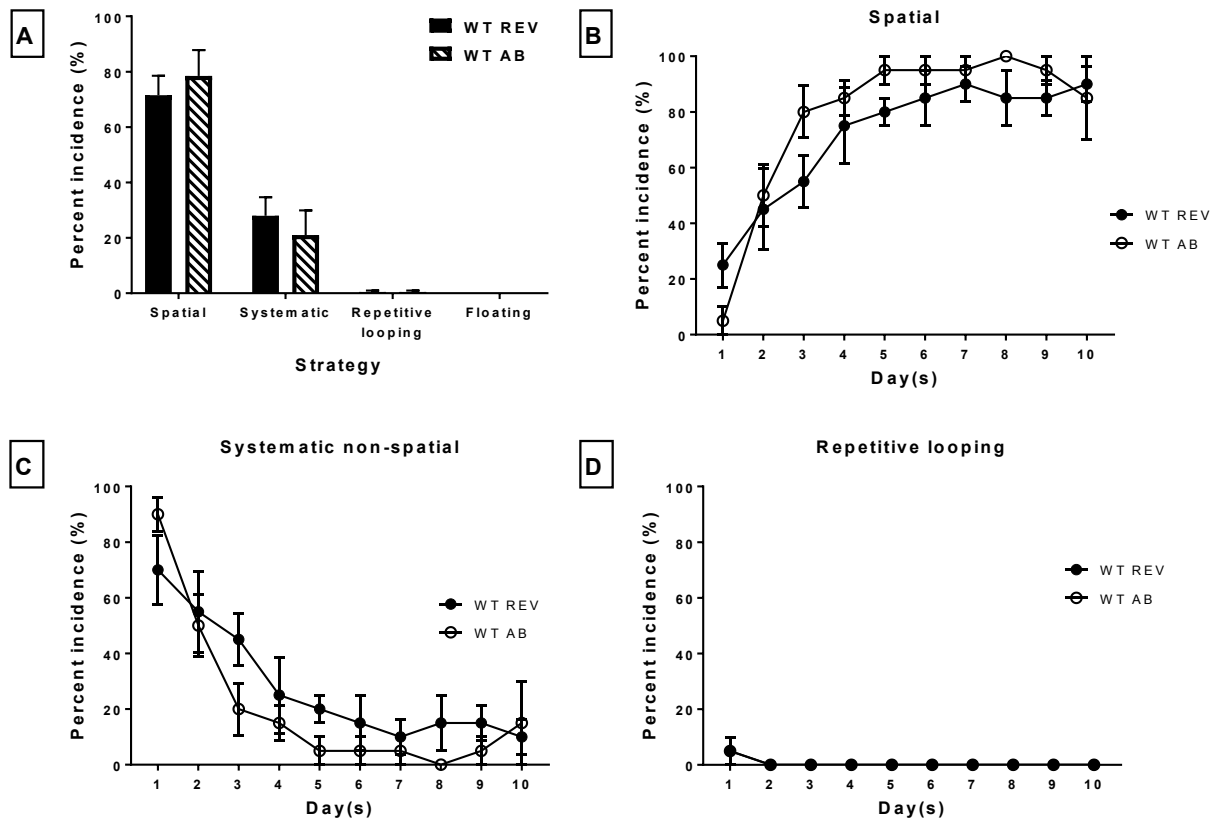 A
WT REV
WT AB
Percent incidence (%)
100
80
60
40
20
0
Spatial
Systematic
Repetitive
looping
Floating
Strategy
B
Spatial
Percent incidence (%)
100
80
60
40
20
0
1 2 3 4 5 6 7 8 9 10
Day(s)
WT REV
WT AB
C
Systematic non-spatial
Percent incidence (%)
100
80
60
40
20
0
1 2 3 4 5 6 7 8 9 10
Day(s)
WT REV
WT AB
D
Repetitive looping
Percent incidence (%)
100
80
60
40
20
0
1 2 3 4 5 6 7 8 9 10
Day(s)
WT REV
WT AB